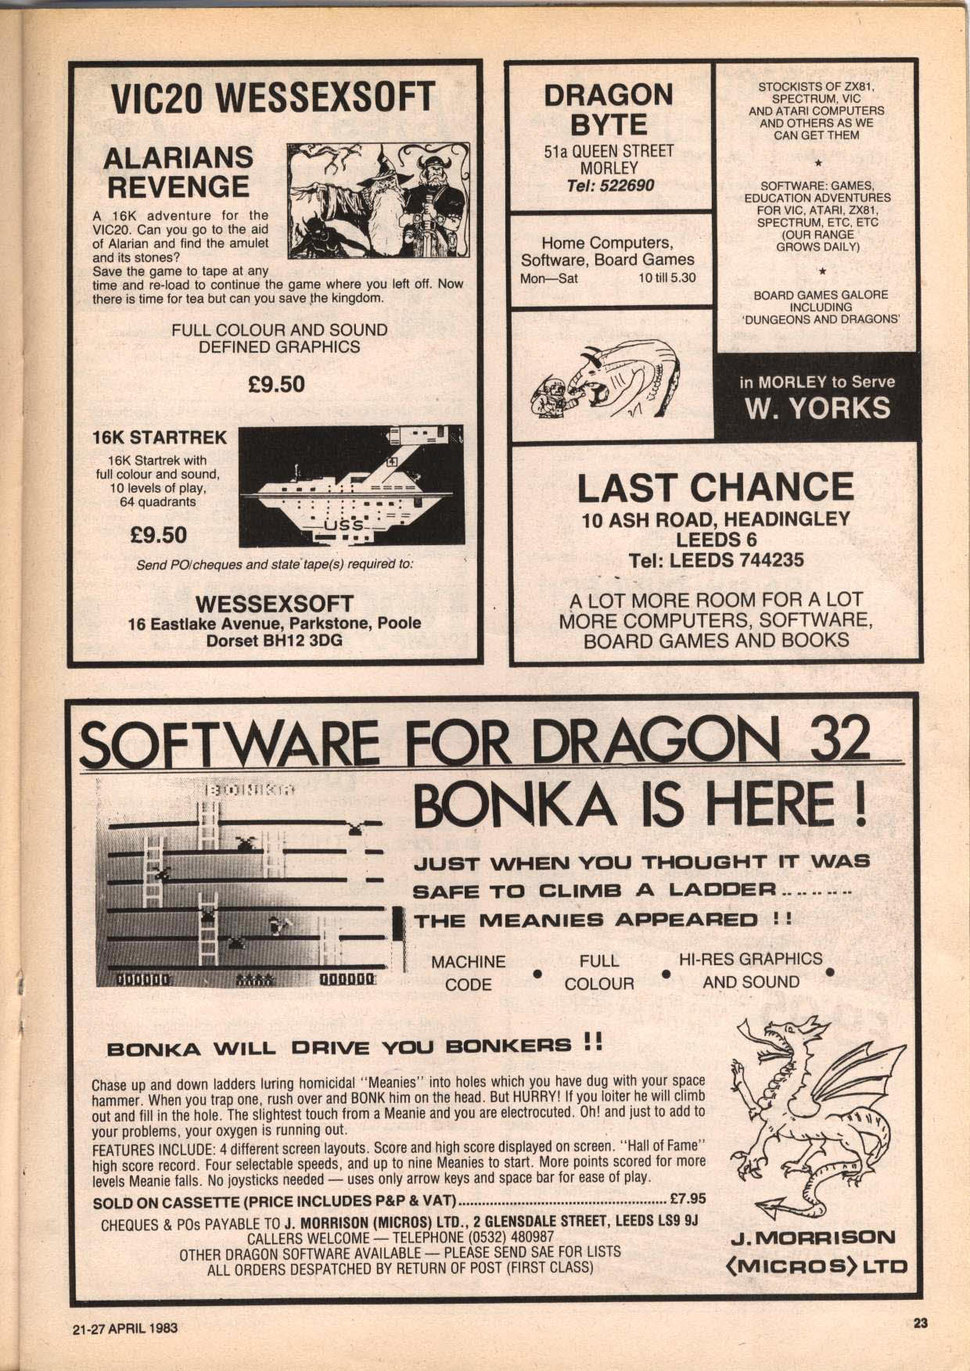 VIC20 WESSEXSOFT
ALARIANS
REVENGE
A 16K adventure for the
VIC20. Can you go to the aid
of Alarian and find the amulet
and its stones?
Save the game to tape at any
time and re-load to continue the game where you left off. Now
there is time for tea but can you save the kingdom.
FULL COLOUR AND SOUND
DEFINED GRAPHICS
£9.50
16K STARTREK
16K Startrek with
full colour and sound,
10 levels of play,
64 quadrants
£9.50
USS
Send PO/cheques and state tape(s) required to:
WESSEXSOFT
16 Eastlake Avenue, Parkstone, Poole
Dorset BH12 3DG
DRAGON
BYTE
51a QUEEN STREET
MORLEY
Tel: 522690
Home Computers,
Software, Board Games
Mon—Sat 10 till 5.30
STOCKISTS OF ZX81,
SPECTRUM, VIC
AND ATARI COMPUTERS
AND OTHERS AS WE
CAN GET THEM
★
SOFTWARE: GAMES,
EDUCATION ADVENTURES
FOR VIC, ATARI, ZX81,
SPECTRUM, ETC, ETC
(OUR RANGE
GROWS DAILY)
★
BOARD GAMES GALORE
INCLUDING
'DUNGEONS AND DRAGONS'
in MORLEY to Serve
W. YORKS
LAST CHANCE
10 ASH ROAD, HEADINGLEY
LEEDS 6
Tel: LEEDS 744235
A LOT MORE ROOM FOR A LOT
MORE COMPUTERS, SOFTWARE,
BOARD GAMES AND BOOKS
SOFTWARE FOR DRAGON 32
BONKA
000000 000000
BONKA IS HERE !
JUST WHEN YOU THOUGHT IT WAS
SAFE TO CLIMB A LADDER ........
THE MEANIES APPEARED !!
MACHINE CODE • FULL COLOUR • HI-RES GRAPHICS AND SOUND •
BONKA WILL DRIVE YOU BONKERS !!
Chase up and down ladders luring homicidal "Meanies" into holes which you have dug with your space
hammer. When you trap one, rush over and BONK him on the head. But HURRY! If you loiter he will climb
out and fill in the hole. The slightest touch from a Meanie and you are electrocuted. Oh! and just to add to
your problems, your oxygen is running out.
FEATURES INCLUDE: 4 different screen layouts. Score and high score displayed on screen. "Hall of Fame"
high score record. Four selectable speeds, and up to nine Meanies to start. More points scored for more
levels Meanie falls. No joysticks needed — uses only arrow keys and space bar for ease of play.
SOLD ON CASSETTE (PRICE INCLUDES P&P & VAT)..................................................£7.95
CHEQUES & POs PAYABLE TO J. MORRISON (MICROS) LTD., 2 GLENSDALE STREET, LEEDS LS9 9J
CALLERS WELCOME — TELEPHONE (0532) 480987
OTHER DRAGON SOFTWARE AVAILABLE — PLEASE SEND SAE FOR LISTS
ALL ORDERS DESPATCHED BY RETURN OF POST (FIRST CLASS)
J. MORRISON
(MICROS) LTD
21-27 APRIL 1983
23